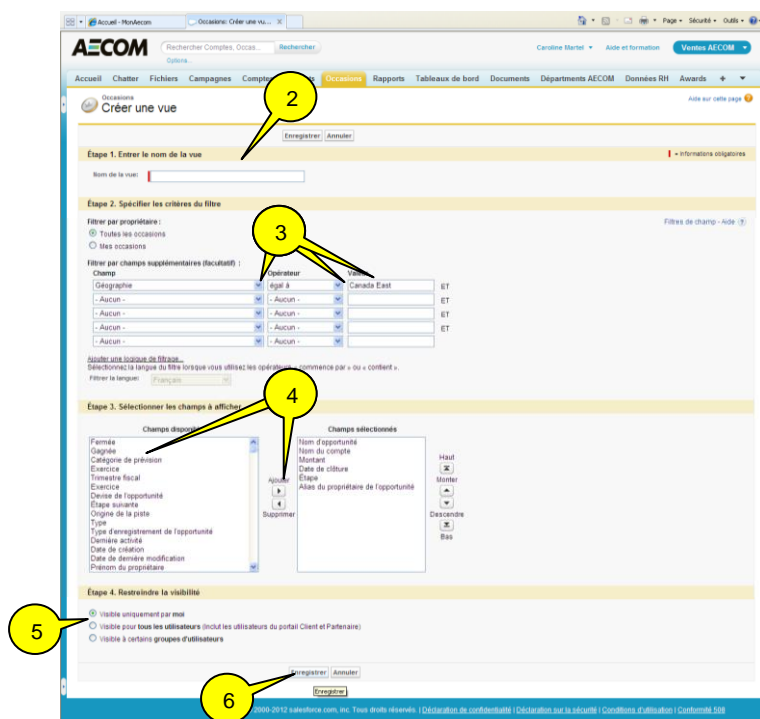 Accueil - MonAecom
Occasions: Créer une vu... X
Page Sécurité Outils
AECOM
Rechercher Comptes, Occas... Rechercher
Options...
Caroline Martel Aide et formation Ventes AECOM
Accueil Chatter Fichiers Campagnes Occasions Rapports Tableaux de bord Documents Départments AECOM Données RH Awards +
Occasions
Créer une vue
Aide sur cette page
2
Enregistrer Annuler
Étape 1. Entrer le nom de la vue
= Informations obligatoires
Nom de la vue:
Étape 2. Spécifier les critères du filtre
Filtrer par propriétaire :
Filtres de champ - Aide ?
Toutes les occasions
Mes occasions
3
Filtrer par champs supplémentaires (facultatif) :
Champ Opérateur
Géographie égal à Canada East ET
- Aucun - - Aucun - ET
- Aucun - - Aucun - ET
- Aucun - - Aucun - ET
- Aucun - - Aucun -
Ajouter une logique de filtrage...
Sélectionnez la langue du filtre lorsque vous utilisez les opérateurs « commence par » ou « contient ».
Filtrer la langue: Français
4
Étape 3. Sélectionner les champs à afficher
Champs Champs sélectionnés
Fermée
Gagnée
Catégorie de prévision
Exercice
Trimestre fiscal
Exercice
Devise de l'opportunité
Étape suivante
Origine de la piste
Type
Type d'enregistrement de l'opportunité
Dernière activité
Date de création
Date de dernière modification
Prénom du propriétaire
Ajouter
Supprimer
Nom d'opportunité
Nom du compte
Montant
Date de clôture
Étape
Alias du propriétaire de l'opportunité
Haut
Monter
Descendre
Bas
Étape 4. Restreindre la visibilité
5
Visible uniquement par moi
Visible pour tous les utilisateurs (inclut les utilisateurs du portail Client et Partenaire)
Visible à certains groupes d'utilisateurs
6
Enregistrer Annuler
Enregistrer
2000-2012 salesforce.com, inc. Tous droits réservés. | Déclaration de confidentialité | Déclaration sur la sécurité | Conditions d'utilisation | Conformité 508